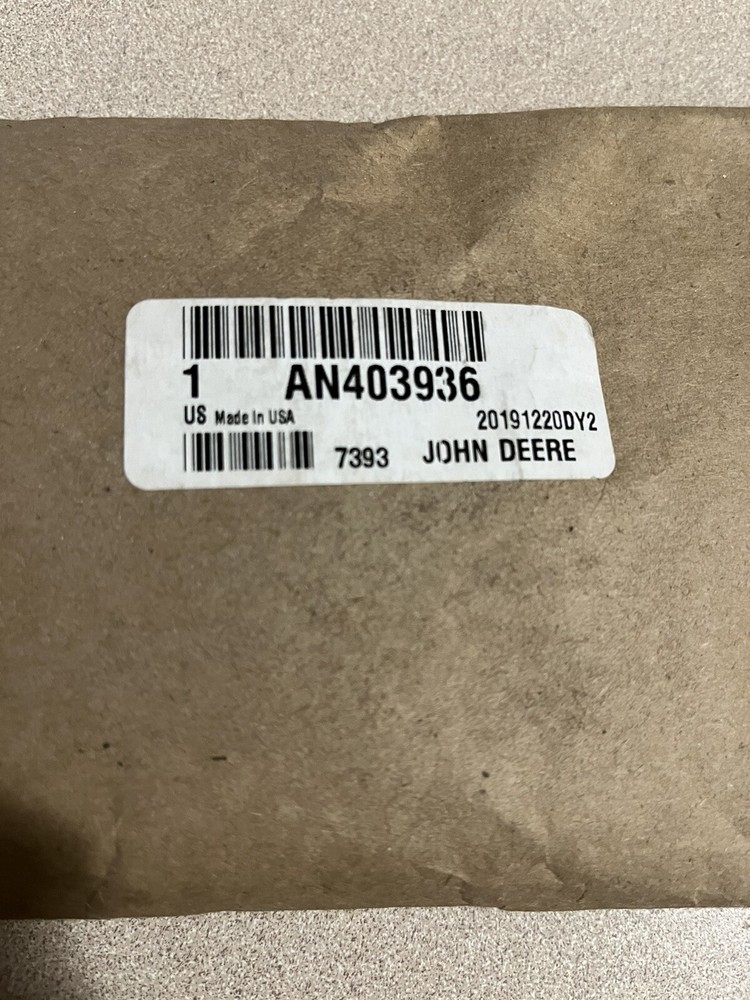 1 AN403936
US Made In USA 20191220DY2
7393 JOHN DEERE